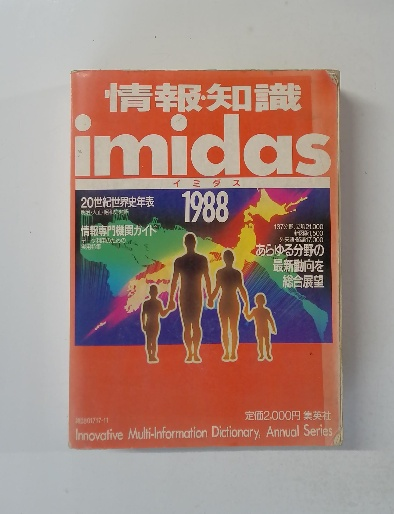 情報・知識
imidas
イミダス
1988
20世紀世界史年表
情報専門機関ガイド
あらゆる分野の
最新動向を
総合展望
定価2,000円 集英社
Innovative Multi-Information Dictionary, Annual Series